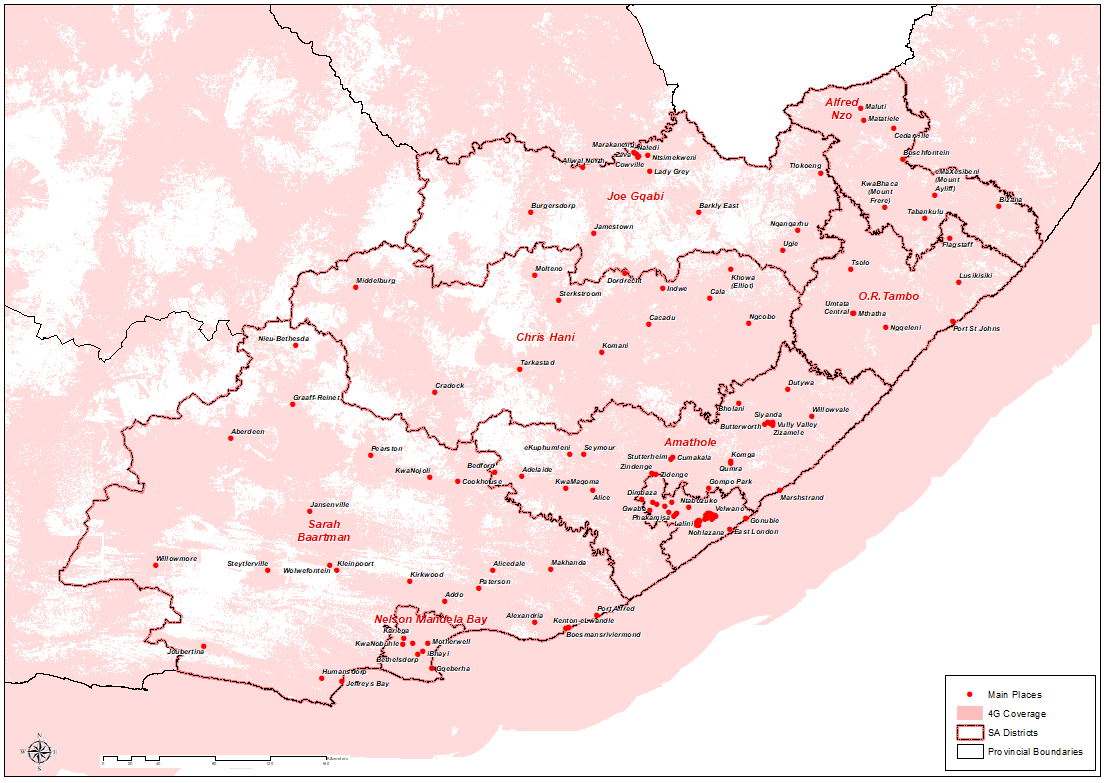 Alfred
Nzo
Maluti
Matatiele
Cedarville
Boschfontein
Marakaneng
Naledi
Zava
Ntsimekweni
Cowville
Aliwal North
Lady Grey
Tlokoeng
eMaXesibeni
(Mount
Ayliff)
KwaBhaca
(Mount
Frere)
Joe Gqabi
Bizana
Burgersdorp
Barkly East
Tabankulu
Jamestown
Nqanqarhu
Ugie
Flagstaff
Tsolo
Molteno
Dordrecht
Khowa
(Elliot)
Lusikisiki
Middelburg
Sterkstroom
Indwe
Cala
O.R.Tambo
Umtata
Central
Mthatha
Cacadu
Ngcobo
Nqqeleni
Port St Johns
Chris Hani
Nieu-Bethesda
Komani
Tarkastad
Cradock
Dutywa
Graaff-Reinet
Bholani
Siyanda
Willowvale
Butterworth
Vully Valley
Zizamele
Aberdeen
Amathole
Pearston
eKuphumleni
Seymour
Stutterheim
Cumakala
Komga
Qumra
KwaNojoli
Bedford
Adelaide
Zindenge
Zidenge
Cookhouse
KwaMaqoma
Alice
Gompo Park
Dimbaza
Marshstrand
Ntabozuko
Jansenville
Gwaba
Phakamisa
Velwano
Lalini
Gonubie
Nohlazana
East London
Sarah
Baartman
Willowmore
Steytlerville
Wolwefontein
Kleinpoort
Kirkwood
Alicedale
Makhanda
Paterson
Addo
Nelson Mandela Bay
Port Alfred
Alexandria
Kenton-eLwandle
Boesmansriviermond
Kariega
KwaNobuhle
Motherwell
iBhayi
Bethelsdorp
Joubertina
Gqeberha
Humansdorp
Jeffreys Bay
Main Places
4G Coverage
SA Districts
Provincial Boundaries
N
W
E
S